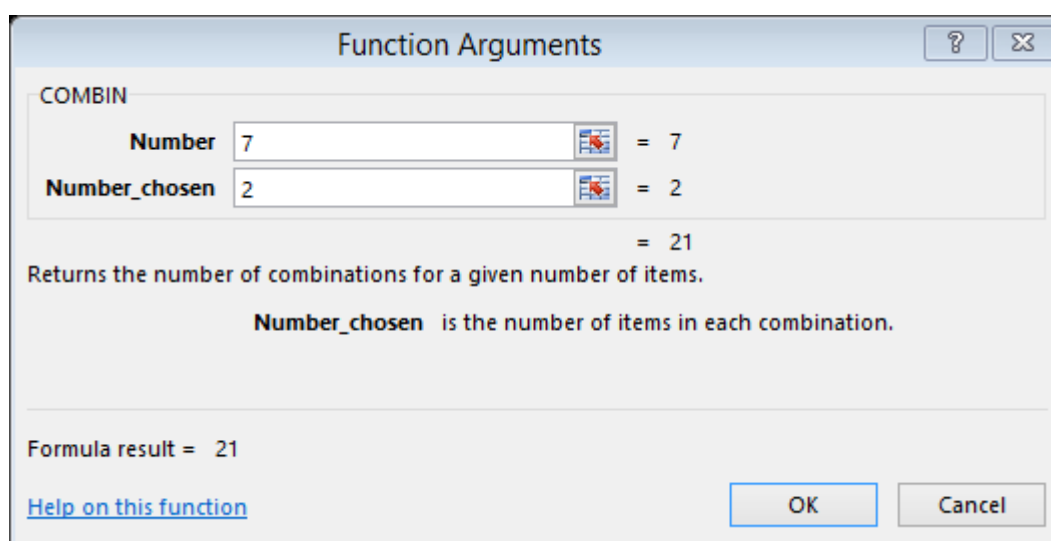 Function Arguments
COMBIN
Number 7 = 7
Number_chosen 2 = 2
= 21
Returns the number of combinations for a given number of items.
Number_chosen is the number of items in each combination.
Formula result = 21
Help on this function OK Cancel